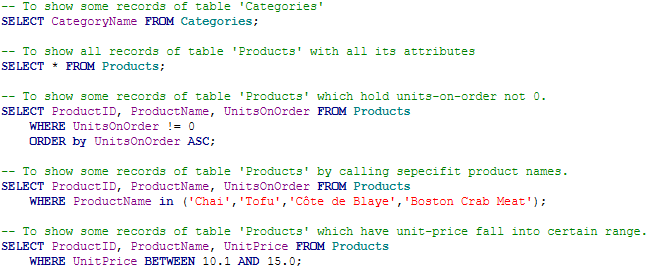 -- To show some records of table 'Categories'
SELECT CategoryName FROM Categories;
-- To show all records of table 'Products' with all its attributes
SELECT * FROM Products;
-- To show some records of table 'Products' which hold units-on-order not 0.
SELECT ProductID, ProductName, UnitsOnOrder FROM Products
WHERE UnitsOnOrder != 0
ORDER by UnitsOnOrder ASC;
-- To show some records of table 'Products' by calling sepecifit product names.
SELECT ProductID, ProductName, UnitsOnOrder FROM Products
WHERE ProductName in ('Chai','Tofu','Côte de Blaye','Boston Crab Meat');
-- To show some records of table 'Products' which have unit-price fall into certain range.
SELECT ProductID, ProductName, UnitPrice FROM Products
WHERE UnitPrice BETWEEN 10.1 AND 15.0;